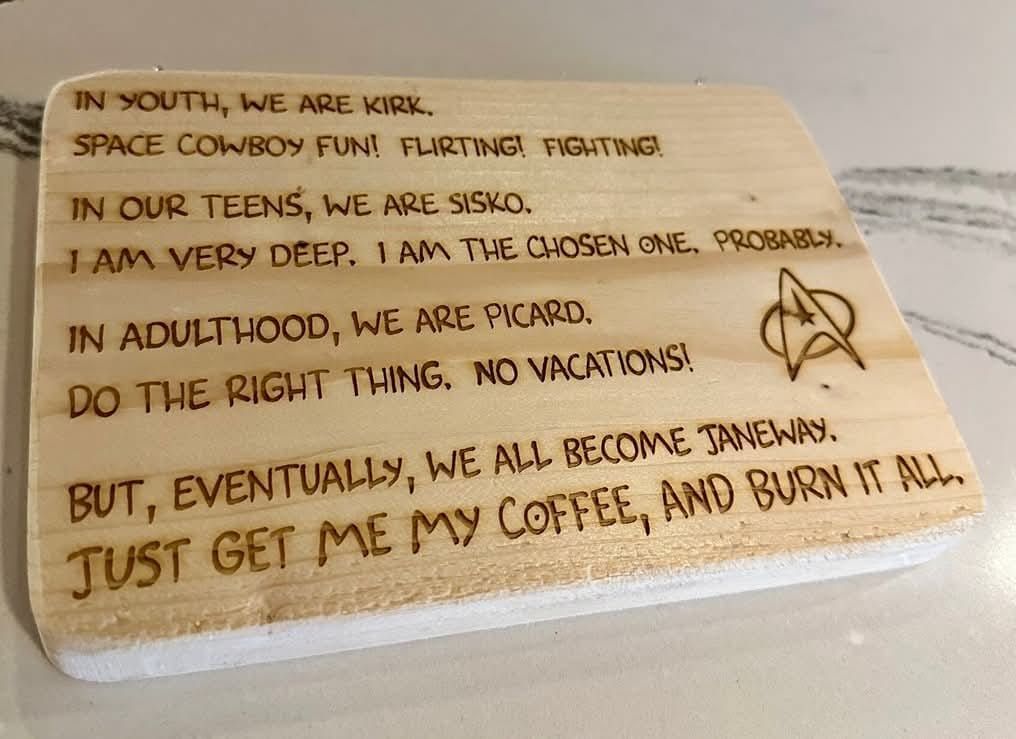 IN YOUTH, WE ARE KIRK.
SPACE COWBOY FUN! FLIRTING! FIGHTING!
IN OUR TEENS, WE ARE SISKO.
I AM VERY DEEP. I AM THE CHOSEN ONE. PROBABLY.
IN ADULTHOOD, WE ARE PICARD.
DO THE RIGHT THING. NO VACATIONS!
BUT, EVENTUALLY, WE ALL BECOME JANEWAY.
JUST GET ME MY COFFEE, AND BURN IT ALL.